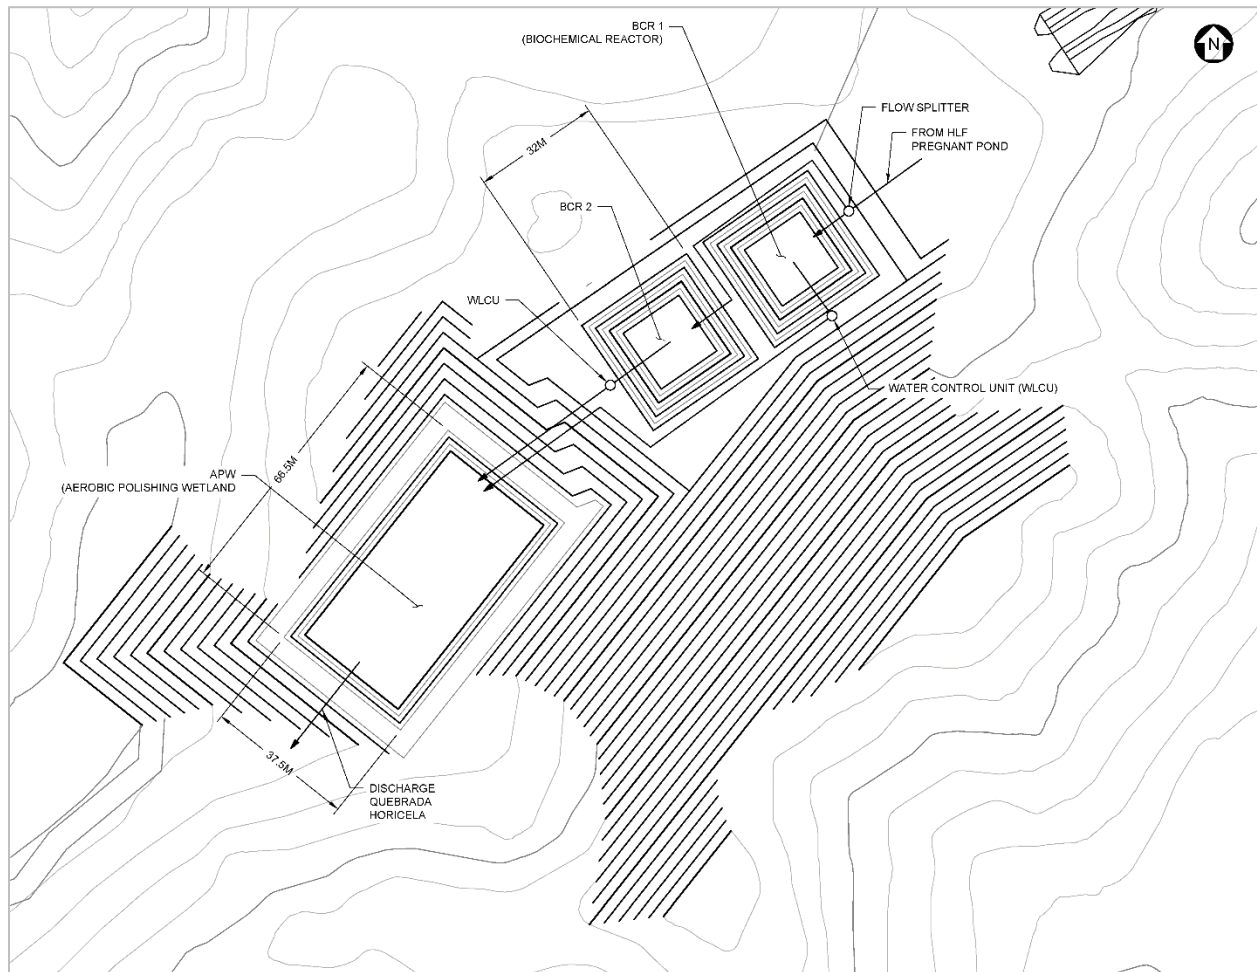 BCR 1
(BIOCHEMICAL REACTOR)
N
FLOW SPLITTER
FROM HLF
PREGNANT POND
32M
BCR 2
WLCU
WATER CONTROL UNIT (WLCU)
66.5M
APW
(AEROBIC POLISHING WETLAND
37.5M
DISCHARGE
QUEBRADA
HORICELA